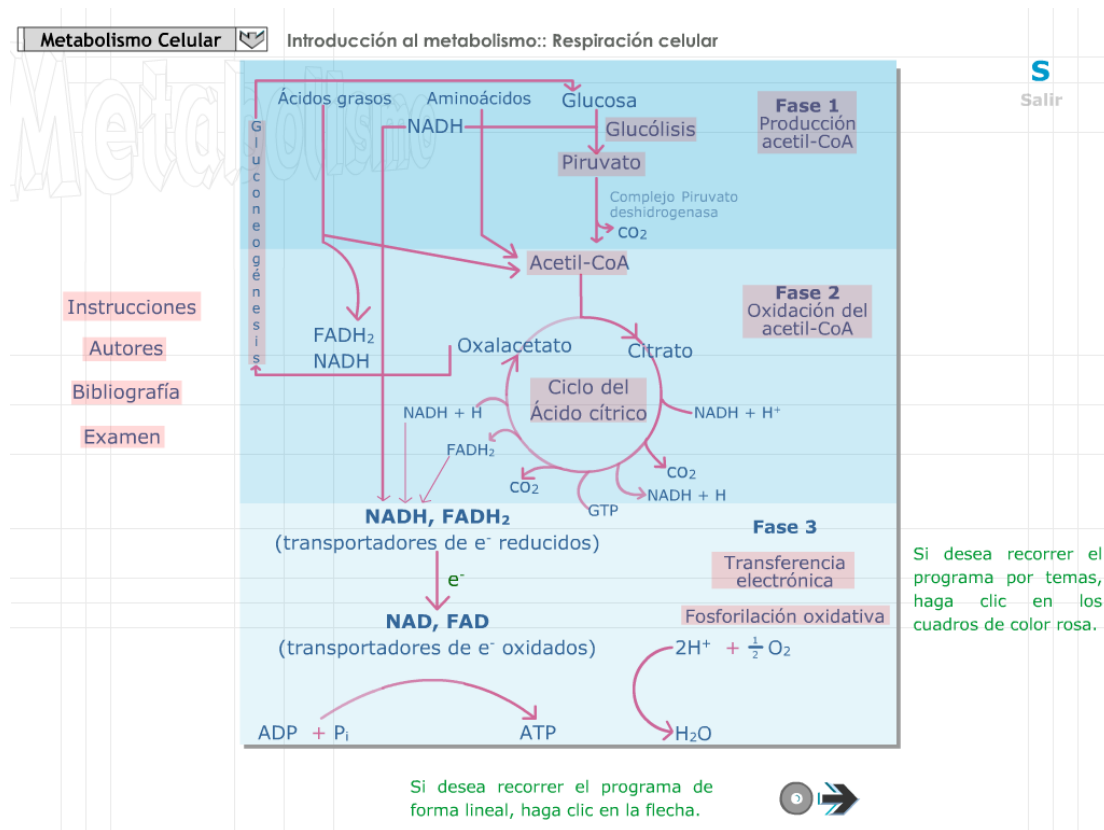 Metabolismo Celular
Introducción al metabolismo:: Respiración celular
Metabolismo
S
Salir
Ácidos grasos
Aminoácidos
Glucosa
Fase 1
Producción
acetil-CoA
NADH
Glucólisis
Gluconeogénesis
Piruvato
Complejo Piruvato
deshidrogenasa
CO₂
Acetil-CoA
Fase 2
Oxidación del
acetil-CoA
Instrucciones
Autores
Bibliografía
Examen
FADH₂
NADH
Oxalacetato
Citrato
Ciclo del
Ácido cítrico
NADH + H
NADH + H⁺
FADH₂
CO₂
CO₂
NADH + H
GTP
NADH, FADH₂
(transportadores de e⁻ reducidos)
Fase 3
e⁻
Transferencia
electrónica
NAD, FAD
(transportadores de e⁻ oxidados)
Fosforilación oxidativa
2H⁺ + ½ O₂
ADP + Pᵢ
ATP
H₂O
Si desea recorrer el
programa por temas,
haga clic en los
cuadros de color rosa.
Si desea recorrer el programa de
forma lineal, haga clic en la flecha.